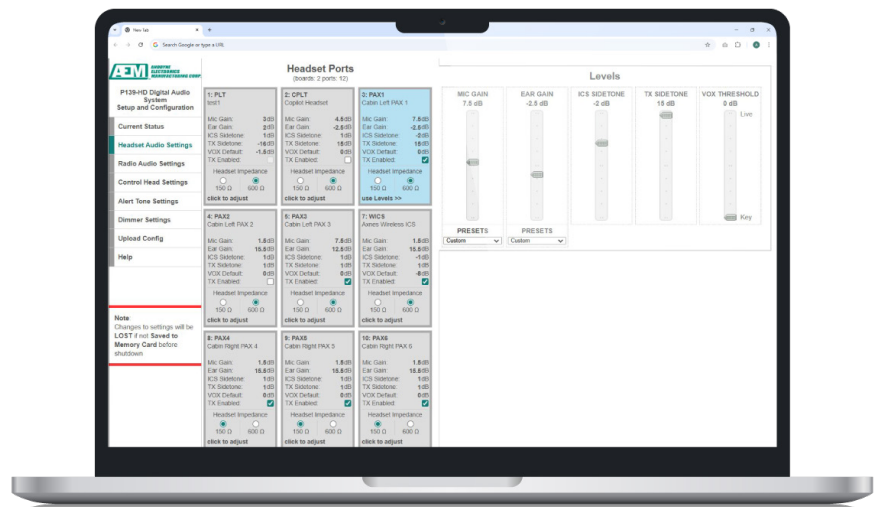 New Tab
Search Google or type a URL
AEM ANODYNE
ELECTRONICS
MANUFACTURING CORP
P139-HD Digital Audio
System
Setup and Configuration
Current Status
Headset Audio Settings
Radio Audio Settings
Control Head Settings
Alert Tone Settings
Dimmer Settings
Upload Config
Help
Note:
Changes to settings will be
LOST if not Saved to
Memory Card before
shutdown
Headset Ports
(boards: 2 ports: 12)
1: PLT
test1
Mic Gain: 3dB
Ear Gain: 2dB
ICS Sidetone: 1dB
TX Sidetone: -16dB
VOX Default: -1.5dB
TX Enabled:
Headset Impedance
150 Ω 600 Ω
click to adjust
2: CPLT
Copilot Headset
Mic Gain: 4.5dB
Ear Gain: -2.5dB
ICS Sidetone: 1dB
TX Sidetone: 15dB
VOX Default: 0dB
TX Enabled:
Headset Impedance
150 Ω 600 Ω
click to adjust
3: PAX1
Cabin Left PAX 1
Mic Gain: 7.5dB
Ear Gain: -2.5dB
ICS Sidetone: -2dB
TX Sidetone: 15dB
VOX Default: 0dB
TX Enabled:
Headset Impedance
150 Ω 600 Ω
use Levels >>
4: PAX2
Cabin Left PAX 2
Mic Gain: 1.5dB
Ear Gain: 15.5dB
ICS Sidetone: 1dB
TX Sidetone: 1dB
VOX Default: 0dB
TX Enabled:
Headset Impedance
150 Ω 600 Ω
click to adjust
5: PAX3
Cabin Left PAX 3
Mic Gain: 7.5dB
Ear Gain: 12.5dB
ICS Sidetone: 1dB
TX Sidetone: 1dB
VOX Default: 0dB
TX Enabled:
Headset Impedance
150 Ω 600 Ω
click to adjust
7: WICS
Axnes Wireless ICS
Mic Gain: 1.5dB
Ear Gain: 15.5dB
ICS Sidetone: -1dB
TX Sidetone: 1dB
VOX Default:
TX Enabled:
Headset Impedance
150 Ω 600 Ω
click to adjust
8: PAX4
Cabin Right PAX 4
Mic Gain: 1.5dB
Ear Gain: 15.5dB
ICS Sidetone: 1dB
TX Sidetone: 1dB
VOX Default: 0dB
TX Enabled:
Headset Impedance
150 Ω 600 Ω
click to adjust
9: PAX5
Cabin Right PAX 5
Mic Gain: 1.5dB
Ear Gain: 15.5dB
ICS Sidetone: 1dB
TX Sidetone: 1dB
VOX Default: 0dB
TX Enabled:
Headset Impedance
150 Ω 600 Ω
click to adjust
10: PAX6
Cabin Right PAX 6
Mic Gain: 1.5dB
Ear Gain: 15.5dB
ICS Sidetone: 1dB
TX Sidetone: 1dB
VOX Default: 0dB
TX Enabled:
Headset Impedance
150 Ω 600 Ω
click to adjust
Levels
MIC GAIN
7.5 dB
PRESETS
Custom
EAR GAIN
-2.5 dB
PRESETS
Custom
ICS SIDETONE
-2 dB
TX SIDETONE
15 dB
VOX THRESHOLD
0 dB
Live
Key